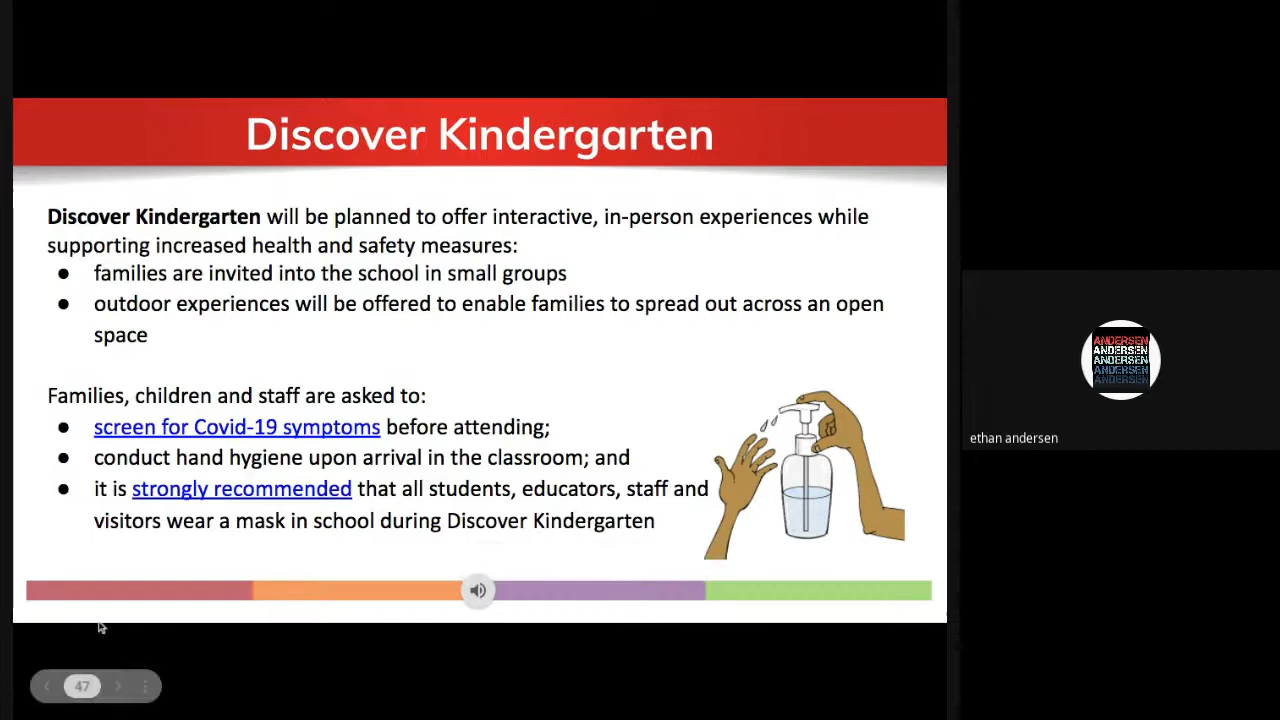 Discover Kindergarten
Discover Kindergarten will be planned to offer interactive, in-person experiences while
supporting increased health and safety measures:
● families are invited into the school in small groups
● outdoor experiences will be offered to enable families to spread out across an open
space
Families, children and staff are asked to:
● screen for Covid-19 symptoms before attending;
● conduct hand hygiene upon arrival in the classroom; and
● it is strongly recommended that all students, educators, staff and
visitors wear a mask in school during Discover Kindergarten
ANDERSEN
ANDERSEN
ANDERSEN
ANDERSEN
ANDERSEN
ethan andersen
47